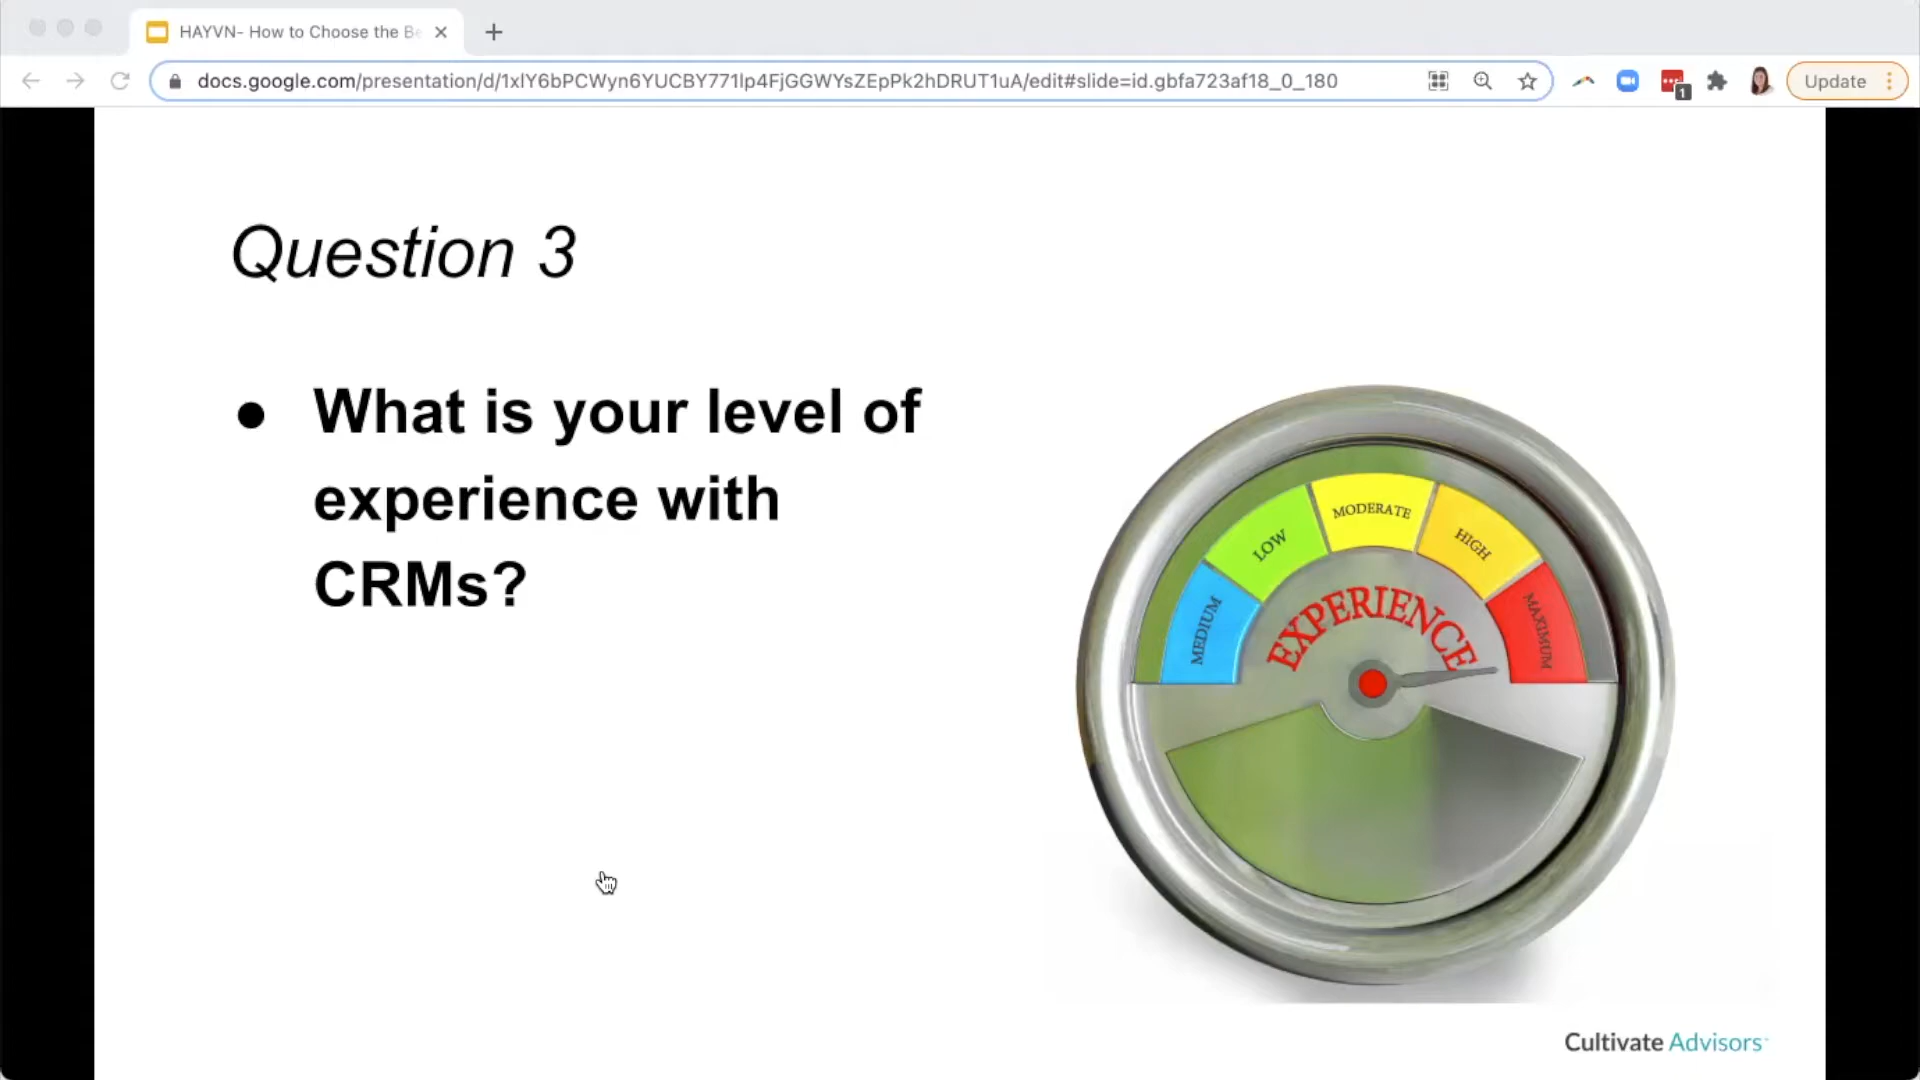 HAYVN- How to Choose the Be
docs.google.com/presentation/d/1xlY6bPCWyn6YUCBY771lp4FjGGWYsZEpPk2hDRUT1uA/edit#slide=id.gbfa723af18_0_180
1
Update
Question 3
● What is your level of
experience with
CRMs?
MEDIUM
LOW
MODERATE
HIGH
MAXIMUM
EXPERIENCE
Cultivate Advisors